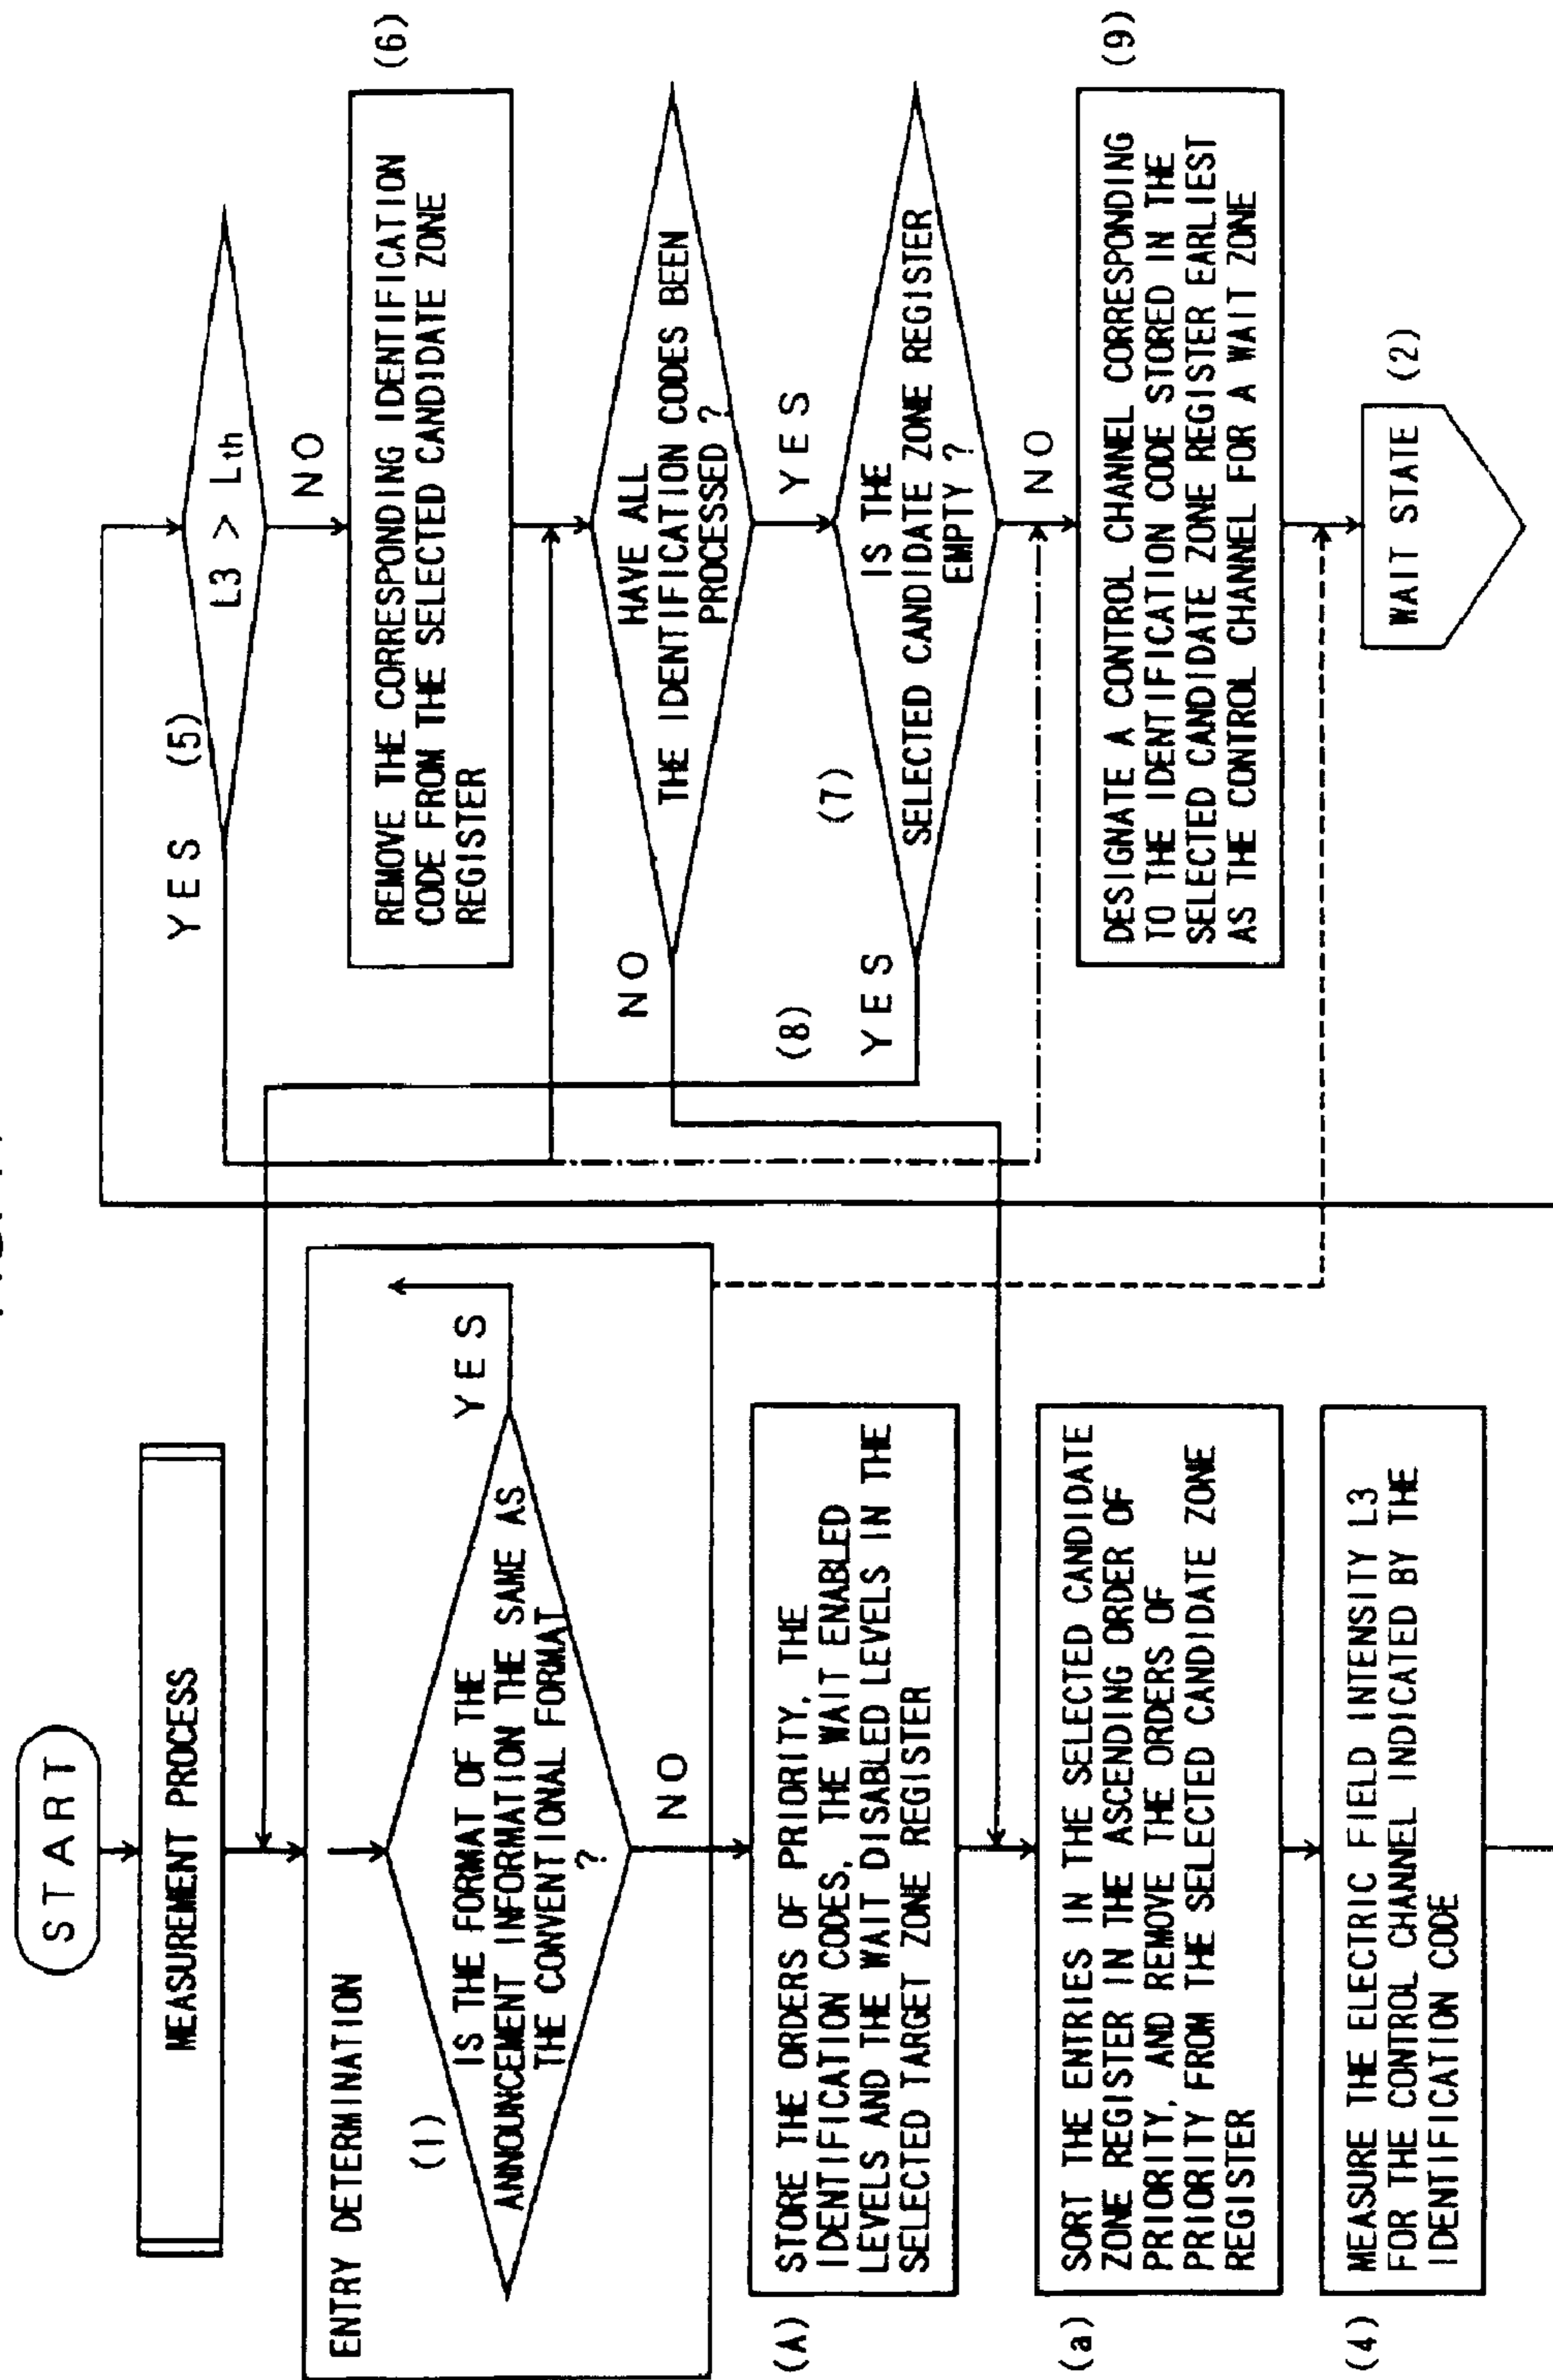 START
MEASUREMENT PROCESS
ENTRY DETERMINATION
(1)
IS THE FORMAT OF THE
ANNOUNCEMENT INFORMATION THE SAME AS
THE CONVENTIONAL FORMAT
?
YES
NO
(A)
STORE THE ORDERS OF PRIORITY, THE
IDENTIFICATION CODES, THE WAIT ENABLED
LEVELS AND THE WAIT DISABLED LEVELS IN THE
SELECTED TARGET ZONE REGISTER
(a)
SORT THE ENTRIES IN THE SELECTED CANDIDATE
ZONE REGISTER IN THE ASCENDING ORDER OF
PRIORITY, AND REMOVE THE ORDERS OF
PRIORITY FROM THE SELECTED CANDIDATE ZONE
REGISTER
(4)
MEASURE THE ELECTRIC FIELD INTENSITY L3
FOR THE CONTROL CHANNEL INDICATED BY THE
IDENTIFICATION CODE
YES (5)
L3 > Lth
NO
(6)
REMOVE THE CORRESPONDING IDENTIFICATION
CODE FROM THE SELECTED CANDIDATE ZONE
REGISTER
HAVE ALL
THE IDENTIFICATION CODES BEEN
PROCESSED ?
NO
YES
(7)
(8)
IS THE
SELECTED CANDIDATE ZONE REGISTER
EMPTY ?
YES
NO
(9)
DESIGNATE A CONTROL CHANNEL CORRESPONDING
TO THE IDENTIFICATION CODE STORED IN THE
SELECTED CANDIDATE ZONE REGISTER EARLIEST
AS THE CONTROL CHANNEL FOR A WAIT ZONE
WAIT STATE (2)